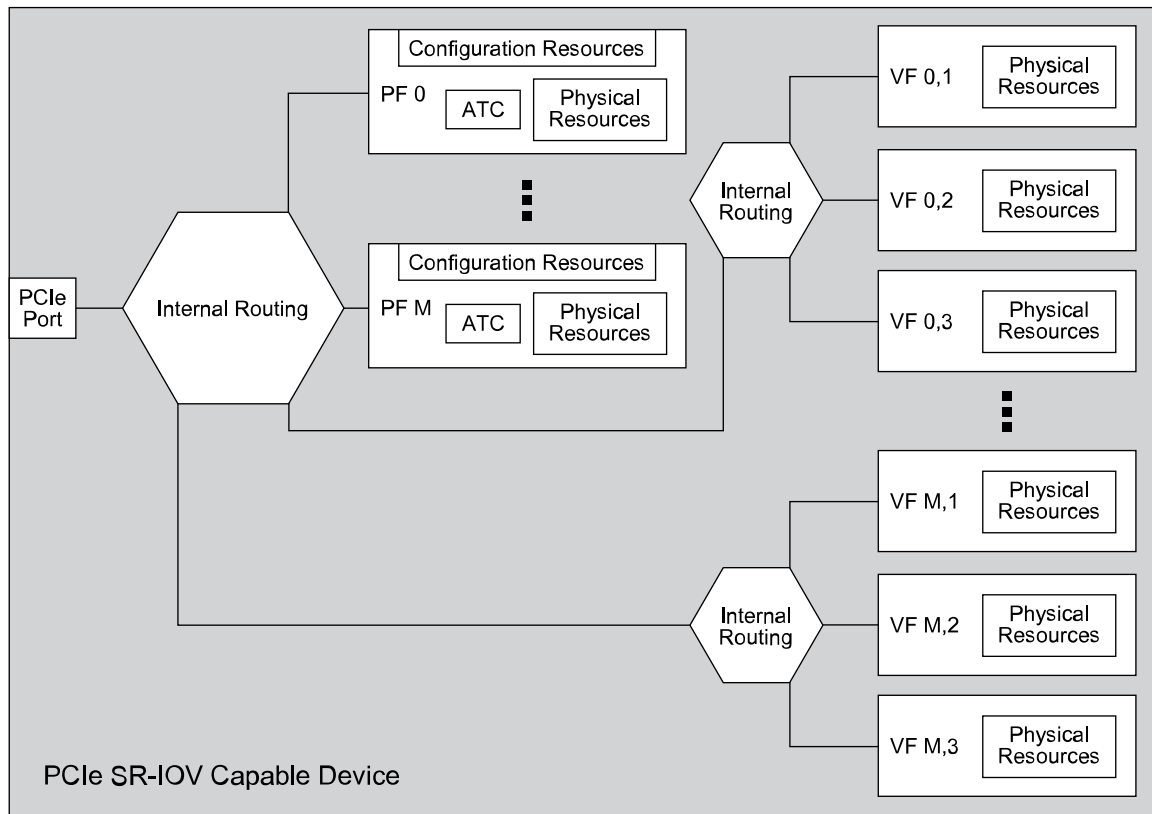 Configuration Resources
PF 0
ATC
Physical
Resources
Configuration Resources
PF M
ATC
Physical
Resources
PCIe
Port
Internal Routing
Internal
Routing
VF 0,1
Physical
Resources
VF 0,2
Physical
Resources
VF 0,3
Physical
Resources
Internal
Routing
VF M,1
Physical
Resources
VF M,2
Physical
Resources
VF M,3
Physical
Resources
PCIe SR-IOV Capable Device